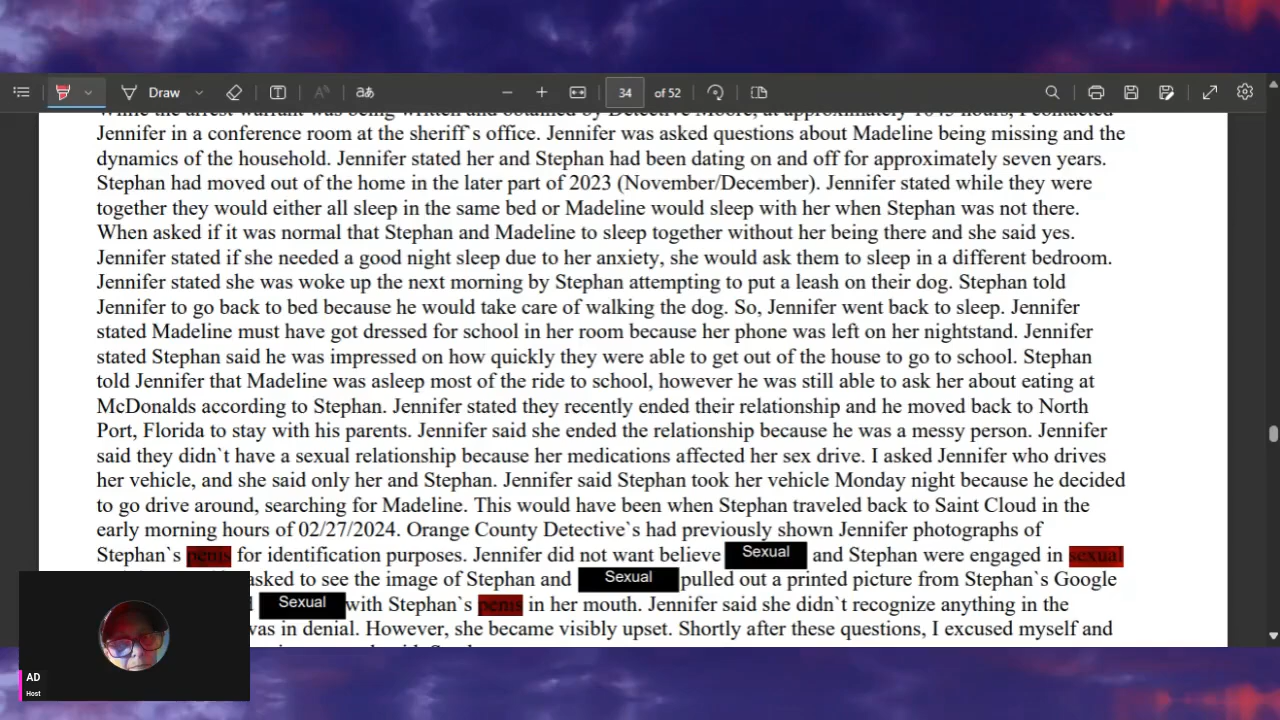 34 of 52
Draw
While the arrest warrant was being written and obtained by Detective Moore, at approximately 1045 hours, I contacted
Jennifer in a conference room at the sheriff`s office. Jennifer was asked questions about Madeline being missing and the
dynamics of the household. Jennifer stated her and Stephan had been dating on and off for approximately seven years.
Stephan had moved out of the home in the later part of 2023 (November/December). Jennifer stated while they were
together they would either all sleep in the same bed or Madeline would sleep with her when Stephan was not there.
When asked if it was normal that Stephan and Madeline to sleep together without her being there and she said yes.
Jennifer stated if she needed a good night sleep due to her anxiety, she would ask them to sleep in a different bedroom.
Jennifer stated she was woke up the next morning by Stephan attempting to put a leash on their dog. Stephan told
Jennifer to go back to bed because he would take care of walking the dog. So, Jennifer went back to sleep. Jennifer
stated Madeline must have got dressed for school in her room because her phone was left on her nightstand. Jennifer
stated Stephan said he was impressed on how quickly they were able to get out of the house to go to school. Stephan
told Jennifer that Madeline was asleep most of the ride to school, however he was still able to ask her about eating at
McDonalds according to Stephan. Jennifer stated they recently ended their relationship and he moved back to North
Port, Florida to stay with his parents. Jennifer said she ended the relationship because he was a messy person. Jennifer
said they didn`t have a sexual relationship because her medications affected her sex drive. I asked Jennifer who drives
her vehicle, and she said only her and Stephan. Jennifer said Stephan took her vehicle Monday night because he decided
to go drive around, searching for Madeline. This would have been when Stephan traveled back to Saint Cloud in the
early morning hours of 02/27/2024. Orange County Detective`s had previously shown Jennifer photographs of
Stephan`s penis for identification purposes. Jennifer did not want believe Sexual and Stephan were engaged in sexual
asked to see the image of Stephan and Sexual pulled out a printed picture from Stephan`s Google
Sexual with Stephan`s penis in her mouth. Jennifer said she didn`t recognize anything in the
was in denial. However, she became visibly upset. Shortly after these questions, I excused myself and
AD
Host